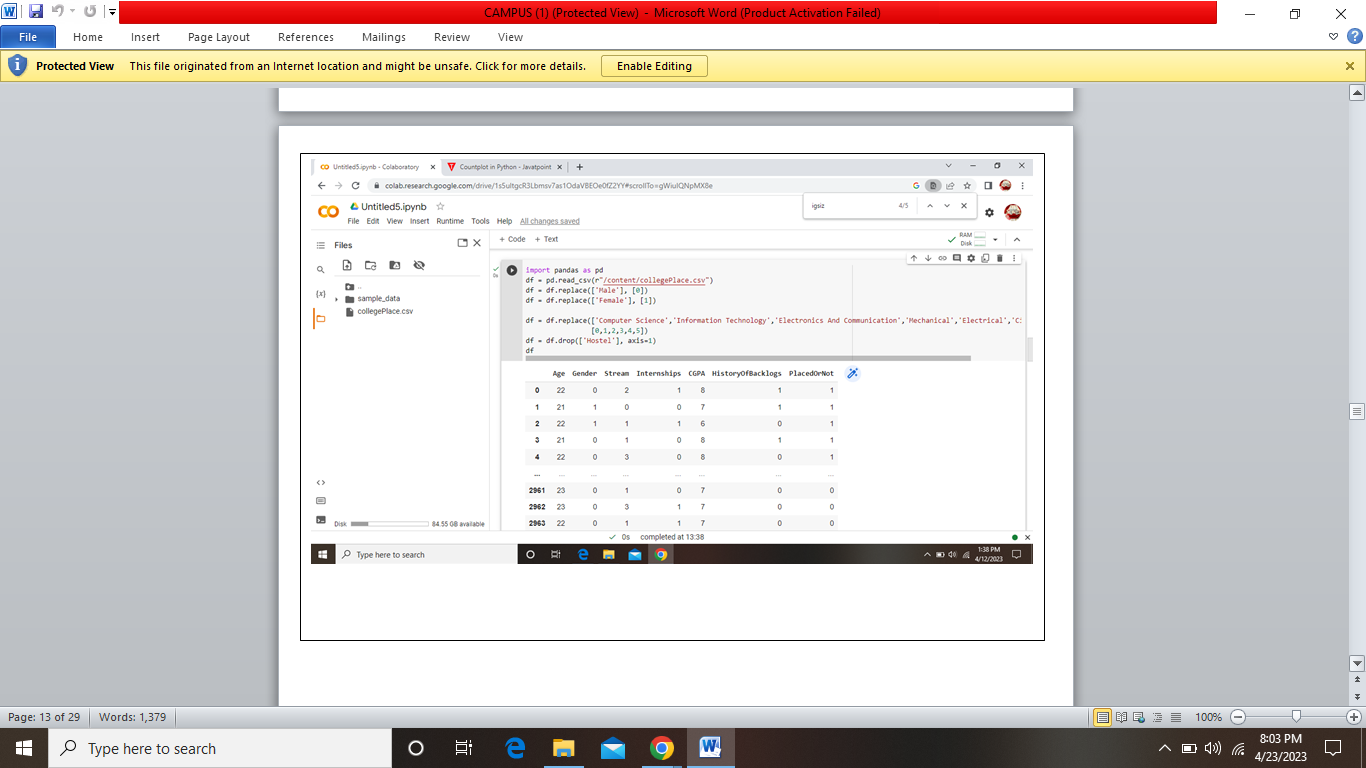 CAMPUS (1) (Protected View) - Microsoft Word (Product Activation Failed)
File Home Insert Page Layout References Mailings Review View
Protected View This file originated from an Internet location and might be unsafe. Click for more details. Enable Editing
Untitled5.ipynb - Colaboratory Countplot in Python - Javatpoint
colab.research.google.com/drive/1s5ultgcR3Lbmsv7as1OdaVBEOe0fZ2YY#scrollTo=gWiuIQNpMX8e
Untitled5.ipynb
igsiz 4/5
File Edit View Insert Runtime Tools Help All changes saved
Files
+ Code + Text
RAM
Disk
..
sample_data
collegePlace.csv
{x}
0s
import pandas as pd
df = pd.read_csv(r"/content/collegePlace.csv")
df = df.replace(['Male'], [0])
df = df.replace(['Female'], [1])
df = df.replace(['Computer Science','Information Technology','Electronics And Communication','Mechanical','Electrical','Ci
[0,1,2,3,4,5])
df = df.drop(['Hostel'], axis=1)
df
Age Gender Stream Internships CGPA HistoryOfBacklogs PlacedOrNot
0 22 0 2 1 8 1 1
1 21 1 0 0 7 1 1
2 22 1 1 1 6 0 1
3 21 0 1 0 8 1 1
4 22 0 3 0 8 0 1
... ... ... ... ... ... ... ...
2961 23 0 1 0 7 0 0
2962 23 0 3 1 7 0 0
2963 22 0 1 1 7 0 0
Disk 84.55 GB available
0s completed at 13:38
Type here to search
1:38 PM
4/12/2023
Page: 13 of 29 Words: 1,379 100%
Type here to search
8:03 PM
4/23/2023